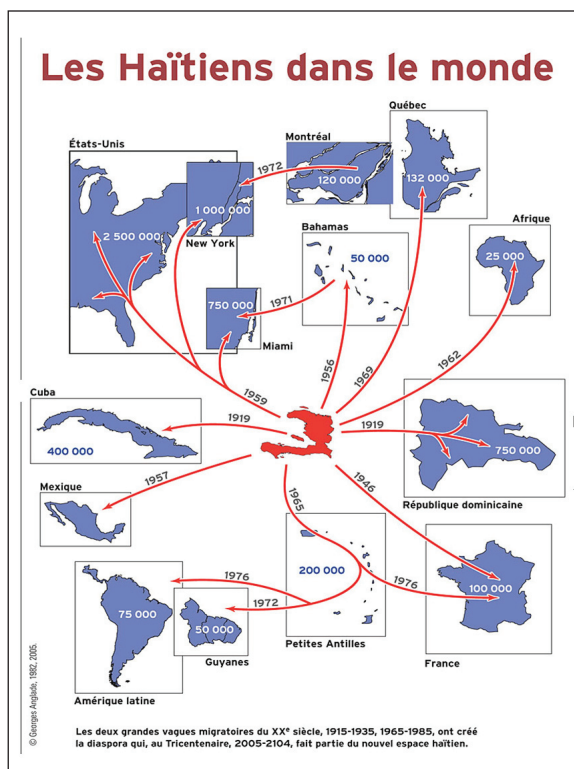 Les Haïtiens dans le monde
Québec
Montréal
États-Unis
1972
120 000
132 000
1 000 000
New York
2 500 000
Bahamas
50 000
Afrique
25 000
750 000
1971
Miami
1956
1969
1962
1959
Cuba
1919
400 000
1919
750 000
République dominicaine
1957
Mexique
1965
1946
200 000
1976
1976
100 000
1972
75 000
50 000
Guyanes
Petites Antilles
France
Amérique latine
© Georges Anglade, 1982, 2005.
Les deux grandes vagues migratoires du XXe siècle, 1915-1935, 1965-1985, ont créé
la diaspora qui, au Tricentenaire, 2005-2104, fait partie du nouvel espace haïtien.